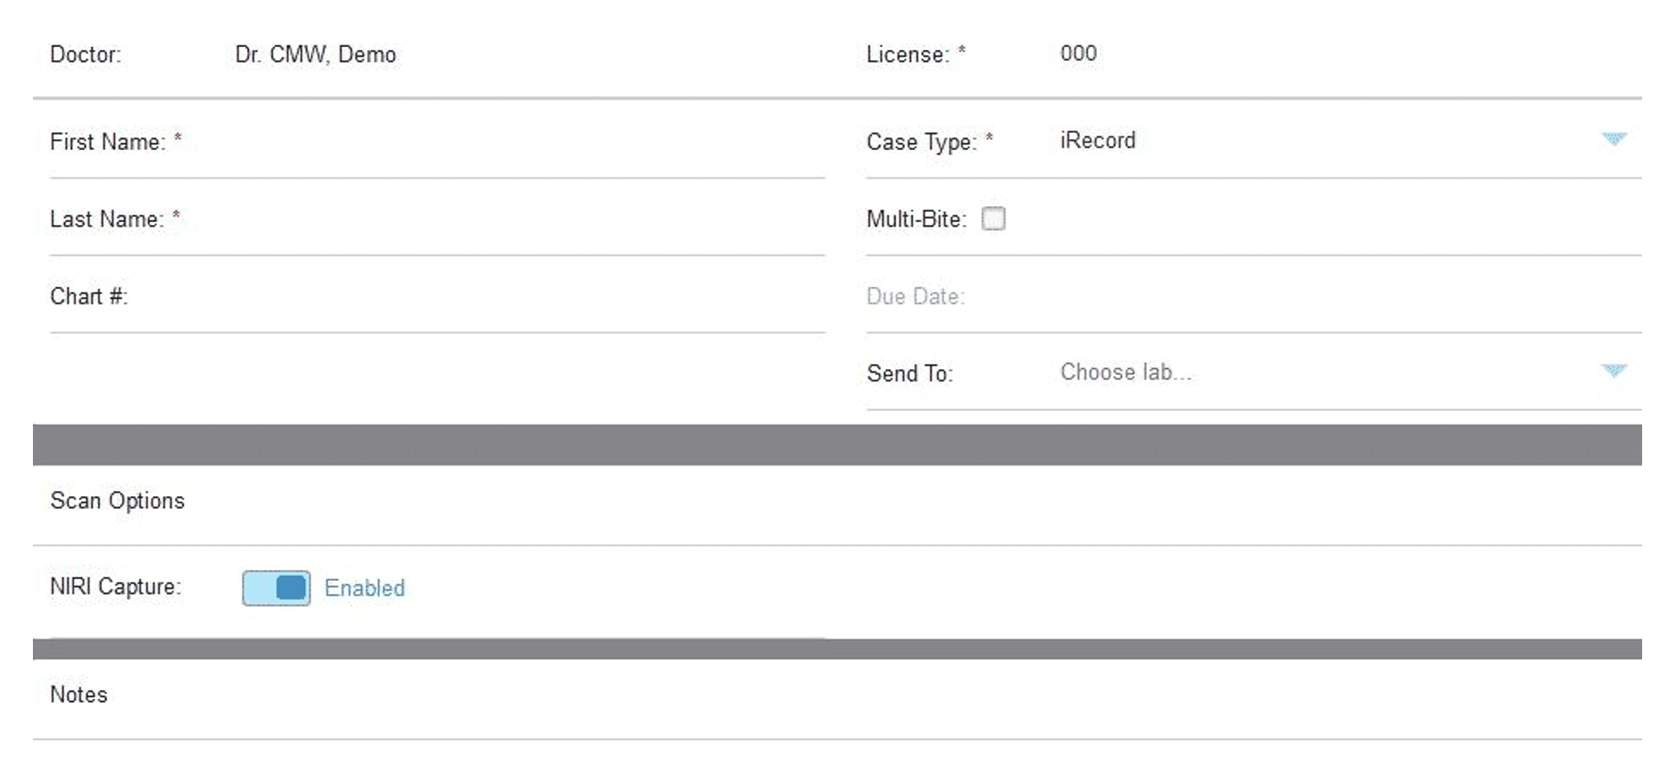 Doctor: Dr. CMW, Demo License: * 000
First Name: * Case Type: * iRecord
Last Name: * Multi-Bite:
Chart #: Due Date:
Send To: Choose lab...
Scan Options
NIRI Capture: Enabled
Notes